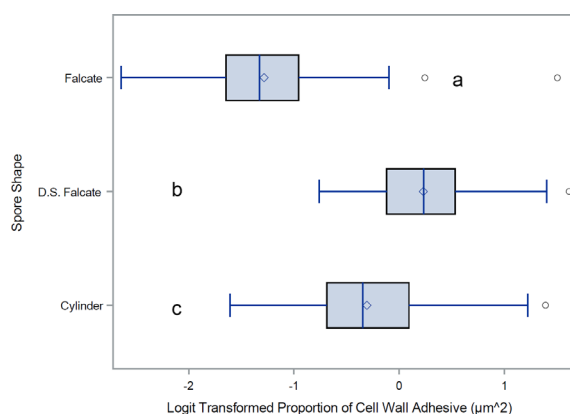 Spore Shape
Falcate
a
b
D.S. Falcate
Cylinder
c
-2 -1 0 1
Logit Transformed Proportion of Cell Wall Adhesive (µm^2)